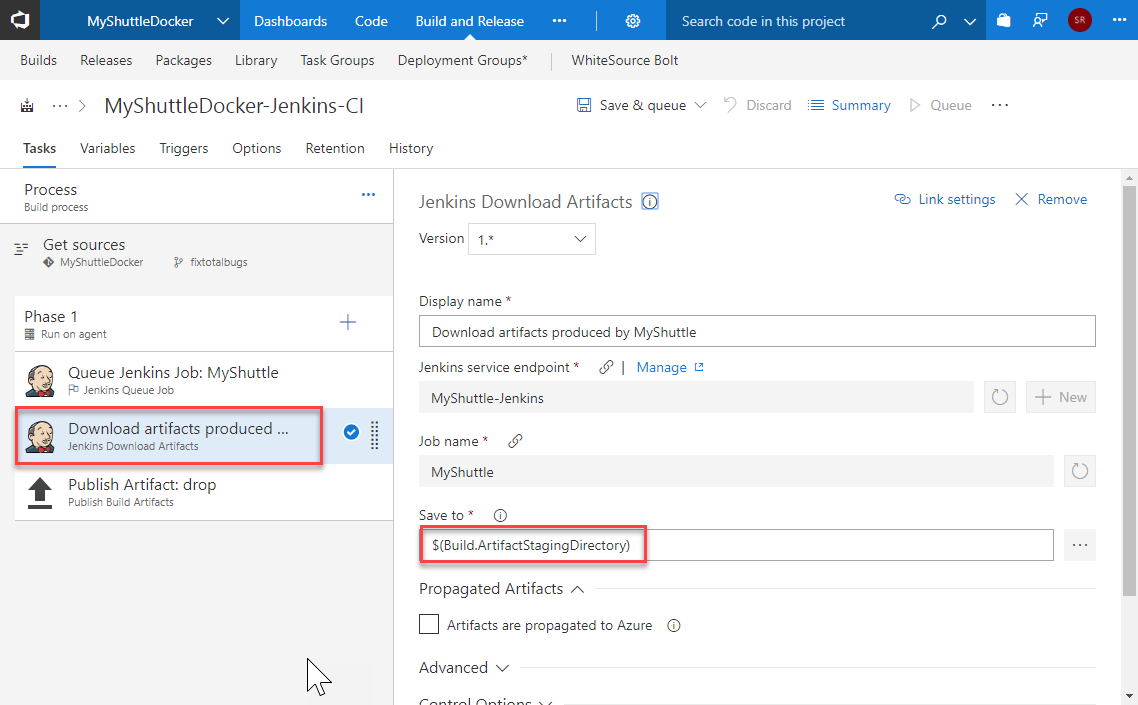 MyShuttleDocker
Dashboards
Code
Build and Release
Search code in this project
SR
Builds
Releases
Packages
Library
Task Groups
Deployment Groups*
WhiteSource Bolt
MyShuttleDocker-Jenkins-CI
Save & queue
Discard
Summary
Queue
Tasks
Variables
Triggers
Options
Retention
History
Process
Build process
Get sources
MyShuttleDocker
fixtotalbugs
Phase 1
Run on agent
Queue Jenkins Job: MyShuttle
Jenkins Queue Job
Download artifacts produced ...
Jenkins Download Artifacts
Publish Artifact: drop
Publish Build Artifacts
Jenkins Download Artifacts
Link settings
Remove
Version
1.*
Display name *
Download artifacts produced by MyShuttle
Jenkins service endpoint *
|
Manage
MyShuttle-Jenkins
New
Job name *
MyShuttle
Save to *
$(Build.ArtifactStagingDirectory)
Propagated Artifacts
Artifacts are propagated to Azure
Advanced
Control Options